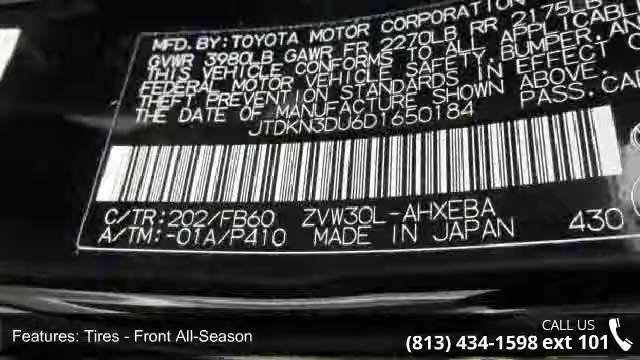 MFD. BY: TOYOTA MOTOR CORPORATION
GVWR 3980LB GAWR FR 2270LB RR 2175LB
THIS VEHICLE CONFORMS TO ALL APPLICABLE
FEDERAL MOTOR VEHICLE SAFETY, BUMPER, AN
THEFT PREVENTION STANDARDS IN EFFECT
THE DATE OF MANUFACTURE SHOWN ABOVE.
JTDKN3DU6D1650184 PASS. CA
C/TR: 202/FB60 ZVW30L-AHXEBA
A/TM: -01A/P410 MADE IN JAPAN 430
CALL US
Features: Tires - Front All-Season
(813) 434-1598 ext 101